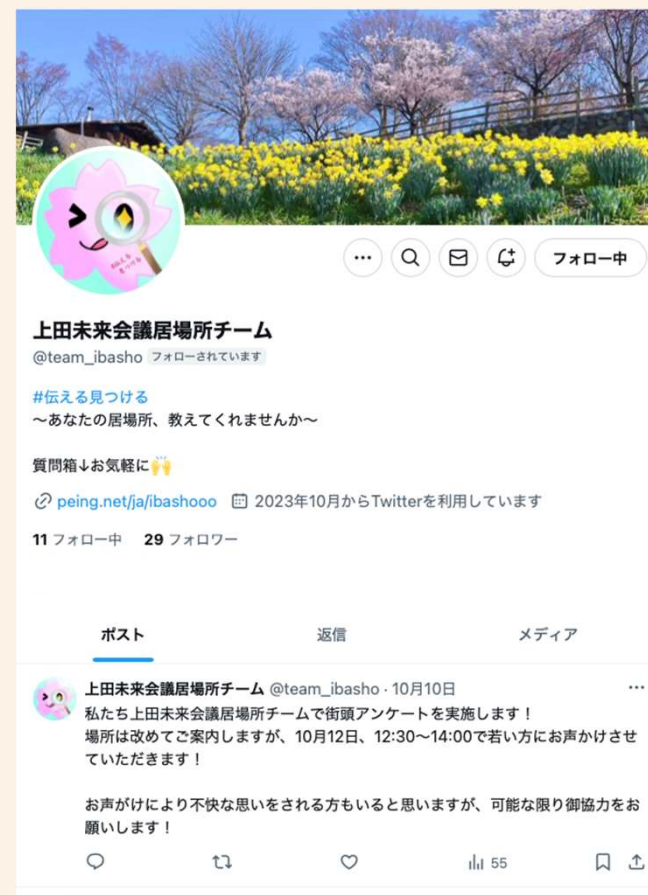 フォロー中
上田未来会議居場所チーム
@team_ibasho フォローされています
#伝える見つける
〜あなたの居場所、教えてくれませんか〜
質問箱↓お気軽に🙌
peing.net/ja/ibashooo 2023年10月からTwitterを利用しています
11 フォロー中 29 フォロワー
ポスト 返信 メディア
上田未来会議居場所チーム @team_ibasho · 10月10日
私たち上田未来会議居場所チームで街頭アンケートを実施します！
場所は改めてご案内しますが、10月12日、12:30〜14:00で若い方にお声かけさせ
ていただきます！
お声がけにより不快な思いをされる方もいると思いますが、可能な限り御協力をお
願いします！
55